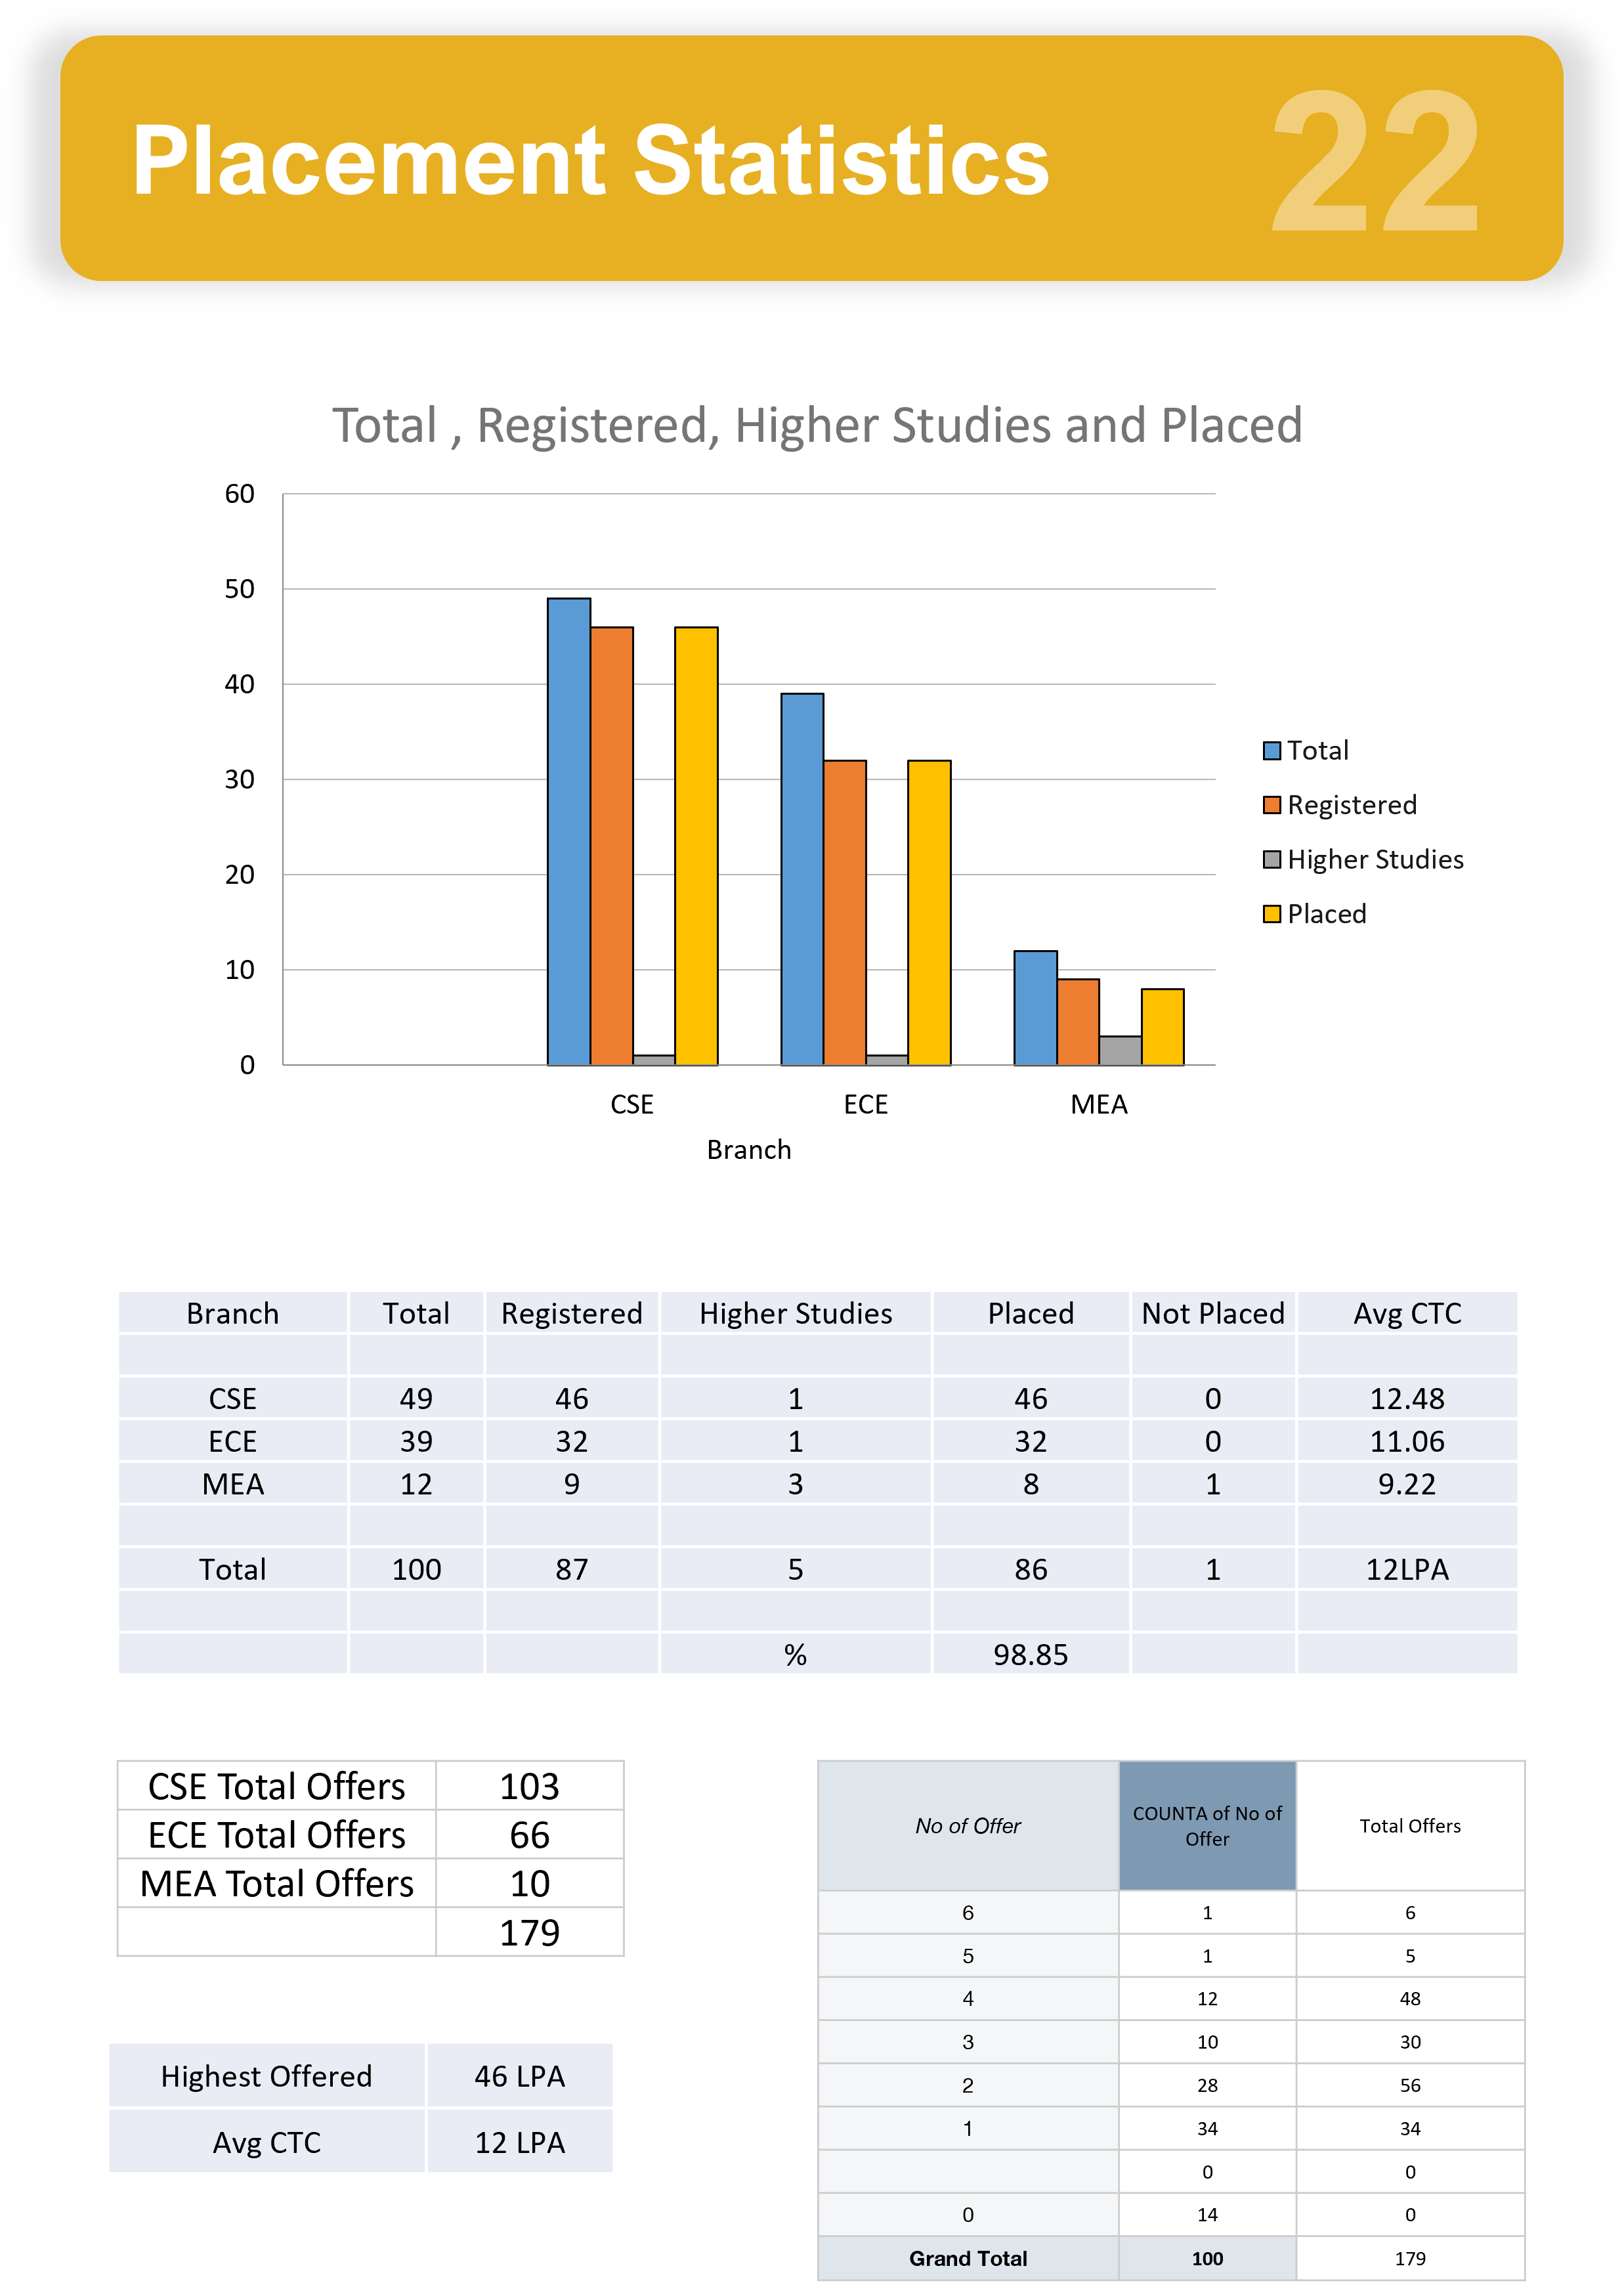 Placement Statistics 22
Total , Registered, Higher Studies and Placed
60
50
40
30
20
10
0
CSE ECE MEA
Branch
Total
Registered
Higher Studies
Placed
Branch Total Registered Higher Studies Placed Not Placed Avg CTC
CSE 49 46 1 46 0 12.48
ECE 39 32 1 32 0 11.06
MEA 12 9 3 8 1 9.22
Total 100 87 5 86 1 12LPA
% 98.85
CSE Total Offers 103
ECE Total Offers 66
MEA Total Offers 10
179
Highest Offered 46 LPA
Avg CTC 12 LPA
No of Offer COUNTA of No of Offer Total Offers
6 1 6
5 1 5
4 12 48
3 10 30
2 28 56
1 34 34
0 0
0 14 0
Grand Total 100 179